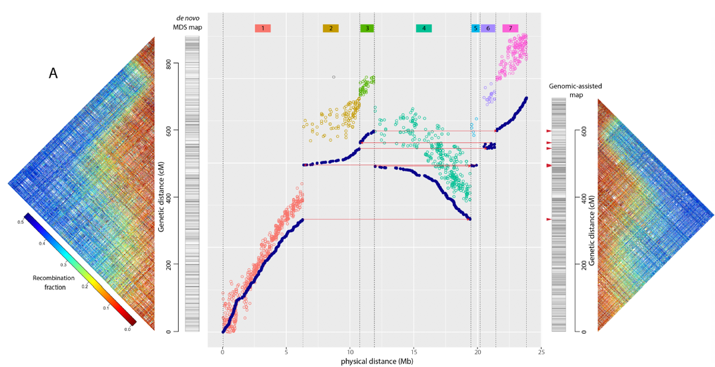 de novo
MDS map
1 2 3 4 5 6 7
A
Genomic-assisted
map
800
600
400
200
0
Genetic distance (cM)
600
400
200
0
Genetic distance (cM)
0.5
0.4
0.3
0.2
0.1
0.0
Recombination
fraction
0 5 10 15 20 25
physical distance (Mb)